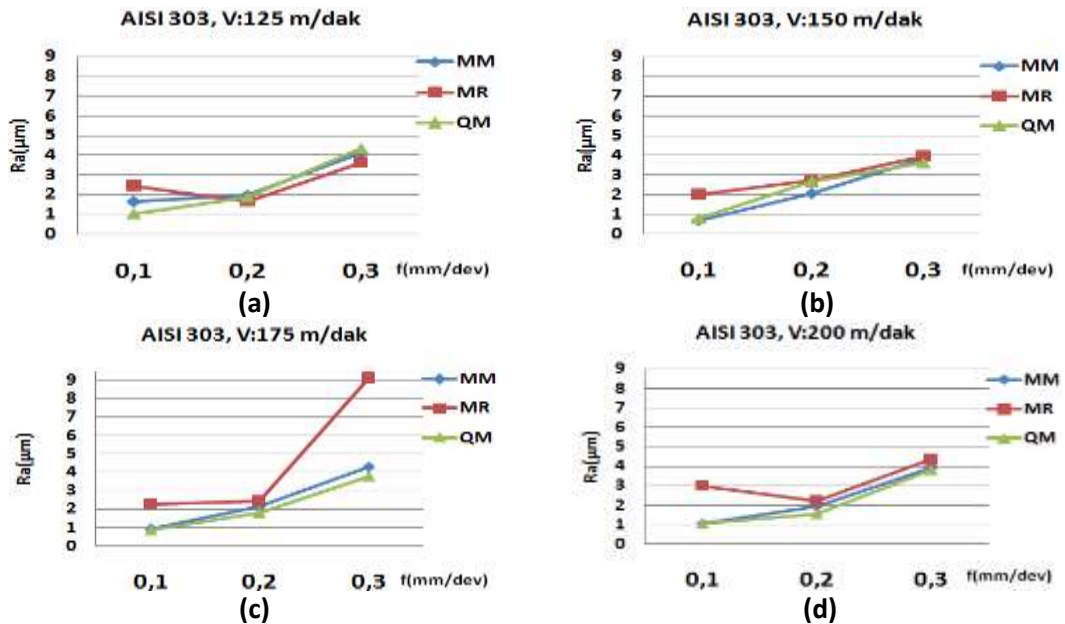 AISI 303, V:125 m/dak
Ra(µm)
9
8
7
6
5
4
3
2
1
0
MM
MR
QM
0,1 0,2 0,3 f(mm/dev)
(a)
AISI 303, V:150 m/dak
Ra(µm)
9
8
7
6
5
4
3
2
1
0
MM
MR
QM
0,1 0,2 0,3 f(mm/dev)
(b)
AISI 303, V:175 m/dak
Ra(µm)
9
8
7
6
5
4
3
2
1
0
MM
MR
QM
0,1 0,2 0,3 f(mm/dev)
(c)
AISI 303, V:200 m/dak
Ra(µm)
9
8
7
6
5
4
3
2
1
0
MM
MR
QM
0,1 0,2 0,3 f(mm/dev)
(d)